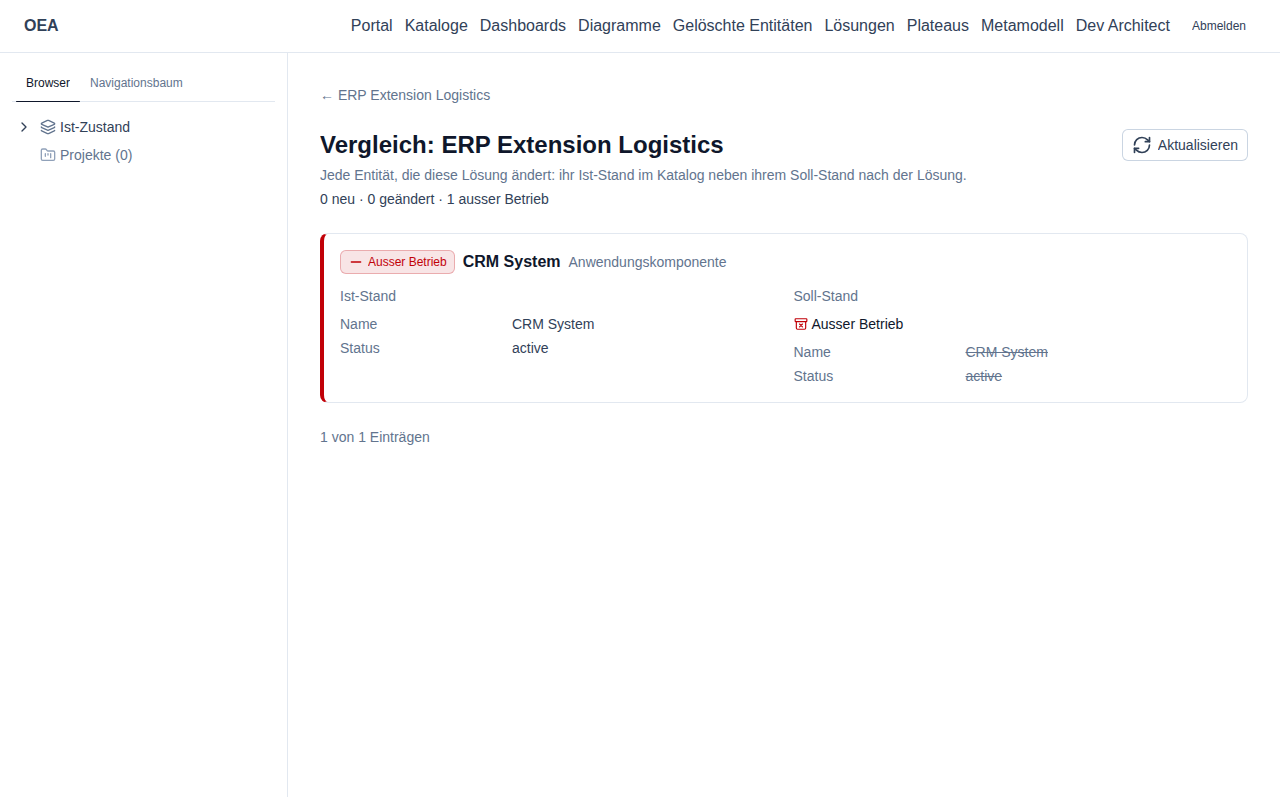 OEA
Portal Kataloge Dashboards Diagramme Gelöschte Entitäten Lösungen Plateaus Metamodell Dev Architect Abmelden
Browser Navigationsbaum
Ist-Zustand
Projekte (0)
← ERP Extension Logistics
Vergleich: ERP Extension Logistics
Aktualisieren
Jede Entität, die diese Lösung ändert: ihr Ist-Stand im Katalog neben ihrem Soll-Stand nach der Lösung.
0 neu · 0 geändert · 1 ausser Betrieb
Ausser Betrieb CRM System Anwendungskomponente
Ist-Stand
Name CRM System
Status active
Soll-Stand
Ausser Betrieb
Name CRM System
Status active
1 von 1 Einträgen